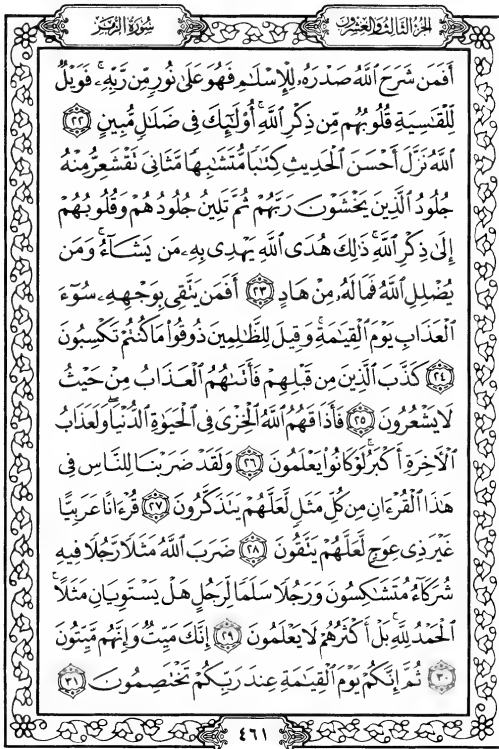 الجزء الثالث والعشرون
سورة الزمر
أَفَمَن شَرَحَ ٱللَّهُ صَدْرَهُۥ لِلْإِسْلَٰمِ فَهُوَ عَلَىٰ نُورٍ مِّن رَّبِّهِۦ ۚ فَوَيْلٌ
لِّلْقَٰسِيَةِ قُلُوبُهُم مِّن ذِكْرِ ٱللَّهِ ۚ أُو۟لَٰٓئِكَ فِى ضَلَٰلٍ مُّبِينٍ ٢٢
ٱللَّهُ نَزَّلَ أَحْسَنَ ٱلْحَدِيثِ كِتَٰبًا مُّتَشَٰبِهًا مَّثَانِىَ تَقْشَعِرُّ مِنْهُ
جُلُودُ ٱلَّذِينَ يَخْشَوْنَ رَبَّهُمْ ثُمَّ تَلِينُ جُلُودُهُمْ وَقُلُوبُهُمْ
إِلَىٰ ذِكْرِ ٱللَّهِ ۚ ذَٰلِكَ هُدَى ٱللَّهِ يَهْدِى بِهِۦ مَن يَشَآءُ ۚ وَمَن
يُضْلِلِ ٱللَّهُ فَمَا لَهُۥ مِنْ هَادٍ ٢٣ أَفَمَن يَتَّقِى بِوَجْهِهِۦ سُوٓءَ
ٱلْعَذَابِ يَوْمَ ٱلْقِيَٰمَةِ ۚ وَقِيلَ لِلظَّٰلِمِينَ ذُوقُوا۟ مَا كُنتُمْ تَكْسِبُونَ
٢٤ كَذَّبَ ٱلَّذِينَ مِن قَبْلِهِمْ فَأَتَىٰهُمُ ٱلْعَذَابُ مِنْ حَيْثُ
لَا يَشْعُرُونَ ٢٥ فَأَذَاقَهُمُ ٱللَّهُ ٱلْخِزْىَ فِى ٱلْحَيَوٰةِ ٱلدُّنْيَا ۖ وَلَعَذَابُ
ٱلْءَاخِرَةِ أَكْبَرُ ۚ لَوْ كَانُوا۟ يَعْلَمُونَ ٢٦ وَلَقَدْ ضَرَبْنَا لِلنَّاسِ فِى
هَٰذَا ٱلْقُرْءَانِ مِن كُلِّ مَثَلٍ لَّعَلَّهُمْ يَتَذَكَّرُونَ ٢٧ قُرْءَانًا عَرَبِيًّا
غَيْرَ ذِى عِوَجٍ لَّعَلَّهُمْ يَتَّقُونَ ٢٨ ضَرَبَ ٱللَّهُ مَثَلًا رَّجُلًا فِيهِ
شُرَكَآءُ مُتَشَٰكِسُونَ وَرَجُلًا سَلَمًا لِّرَجُلٍ هَلْ يَسْتَوِيَانِ مَثَلًا ۚ
ٱلْحَمْدُ لِلَّهِ ۚ بَلْ أَكْثَرُهُمْ لَا يَعْلَمُونَ ٢٩ إِنَّكَ مَيِّتٌ وَإِنَّهُم مَّيِّتُونَ
٣٠ ثُمَّ إِنَّكُمْ يَوْمَ ٱلْقِيَٰمَةِ عِندَ رَبِّكُمْ تَخْتَصِمُونَ ٣١
٤٦١